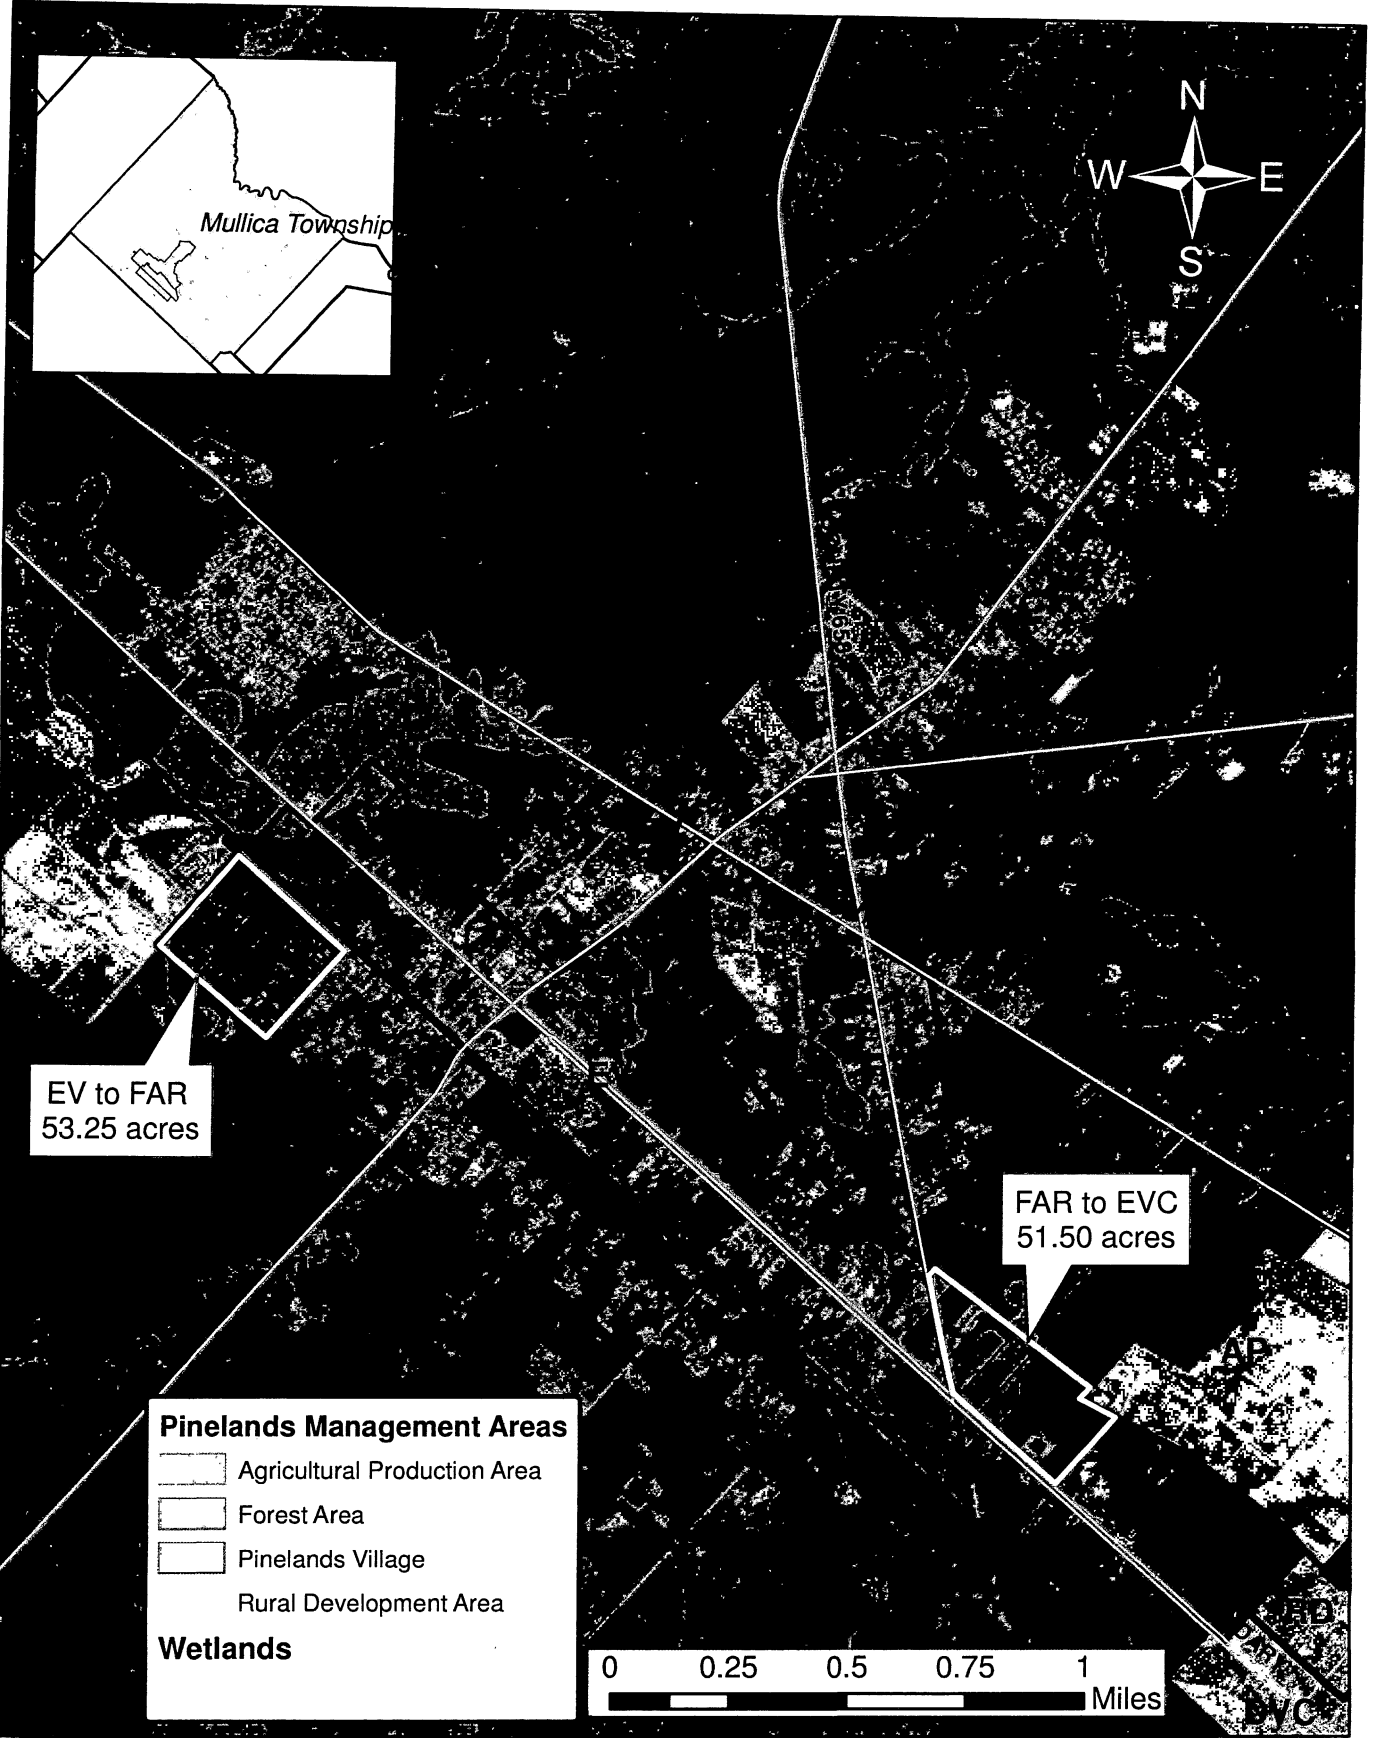 N
W E
S
Mullica Township
EV to FAR
53.25 acres
FAR to EVC
51.50 acres
AP
RD
Pinelands Management Areas
Agricultural Production Area
Forest Area
Pinelands Village
Rural Development Area
Wetlands
0 0.25 0.5 0.75 1
Miles